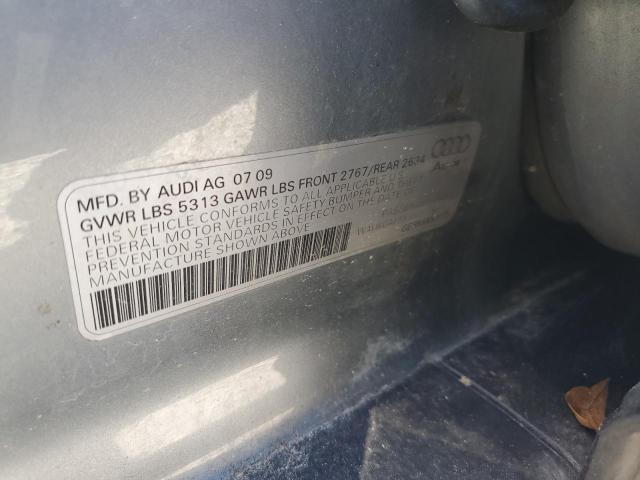 MFD. BY AUDI AG 07 09
GVWR LBS 5313 GAWR LBS FRONT 2767/REAR 2634
THIS VEHICLE CONFORMS TO ALL APPLICABLE U.S.
FEDERAL MOTOR VEHICLE SAFETY BUMPER AND THEFT
PREVENTION STANDARDS IN EFFECT ON THE DATE OF
MANUFACTURE SHOWN ABOVE
Audi